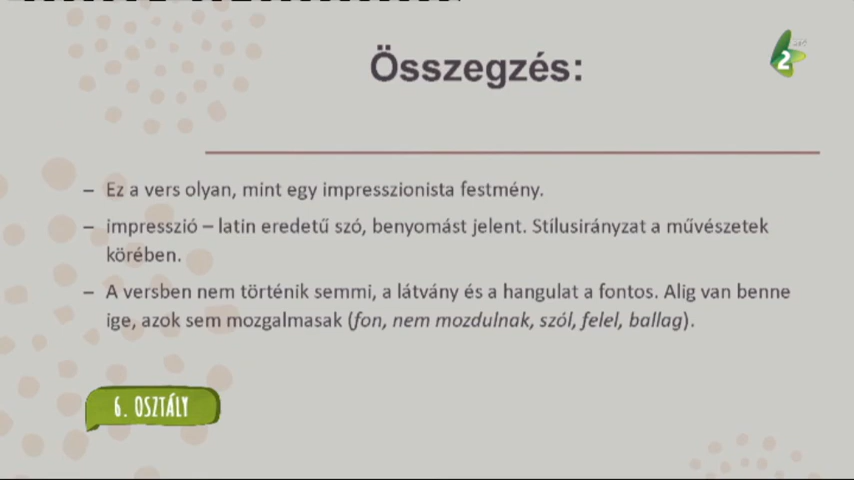 Összegzés:
2
– Ez a vers olyan, mint egy impresszionista festmény.
– impresszió – latin eredetű szó, benyomást jelent. Stílusirányzat a művészetek
körében.
– A versben nem történik semmi, a látvány és a hangulat a fontos. Alig van benne
ige, azok sem mozgalmasak (fon, nem mozdulnak, szól, felel, ballag).
6. OSZTÁLY